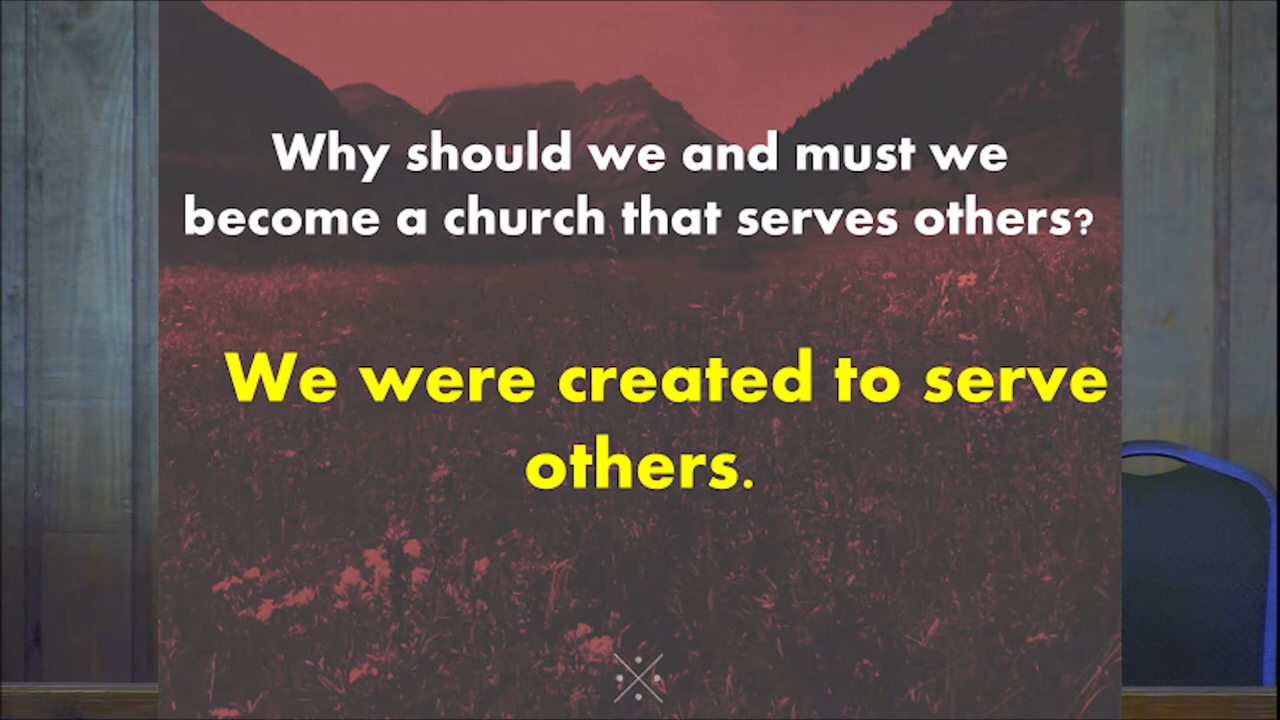 Why should we and must we
become a church that serves others?
We were created to serve
others.